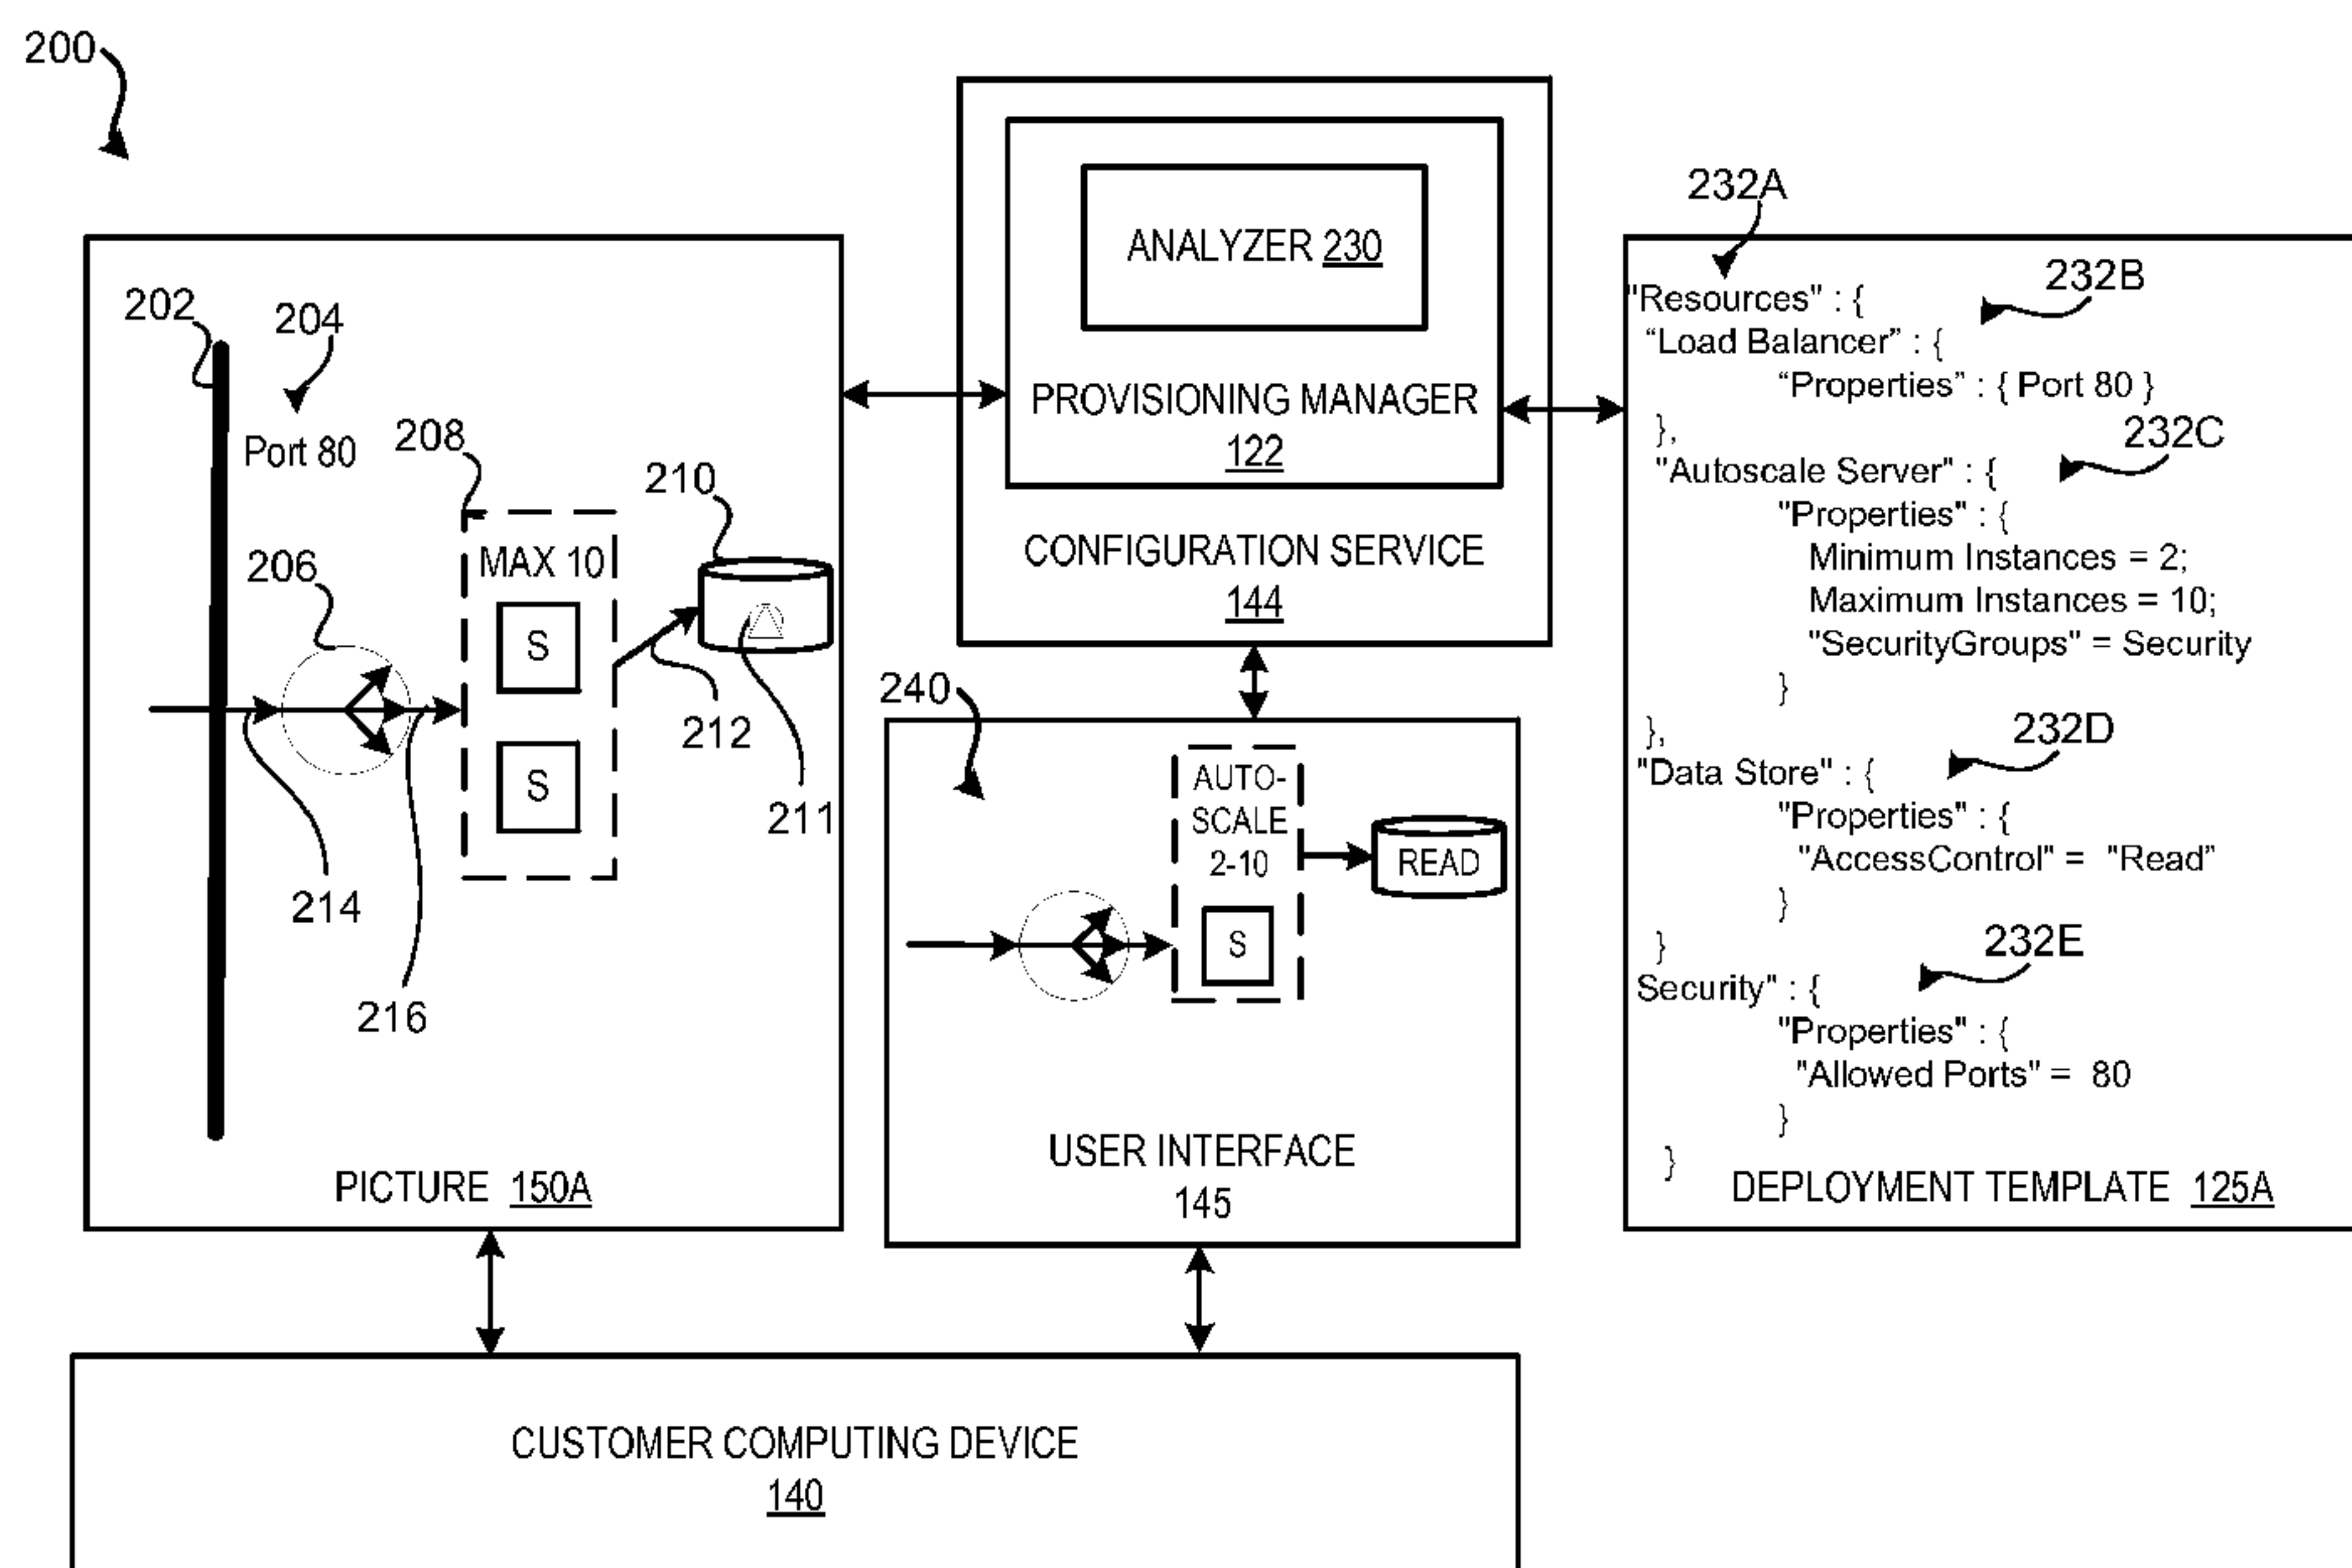 200
202
204
Port 80
208
MAX 10
206
S
S
210
211
212
214
216
PICTURE 150A
ANALYZER 230
PROVISIONING MANAGER
122
CONFIGURATION SERVICE
144
240
AUTO-
SCALE
2-10
S
READ
USER INTERFACE
145
232A
232B
"Resources" : {
“Load Balancer” : {
“Properties” : { Port 80 }
},
232C
"Autoscale Server" : {
"Properties" : {
Minimum Instances = 2;
Maximum Instances = 10;
"SecurityGroups" = Security
}
},
232D
"Data Store" : {
"Properties" : {
"AccessControl" = "Read”
}
}
232E
Security" : {
"Properties" : {
"Allowed Ports" = 80
}
}
DEPLOYMENT TEMPLATE 125A
CUSTOMER COMPUTING DEVICE
140